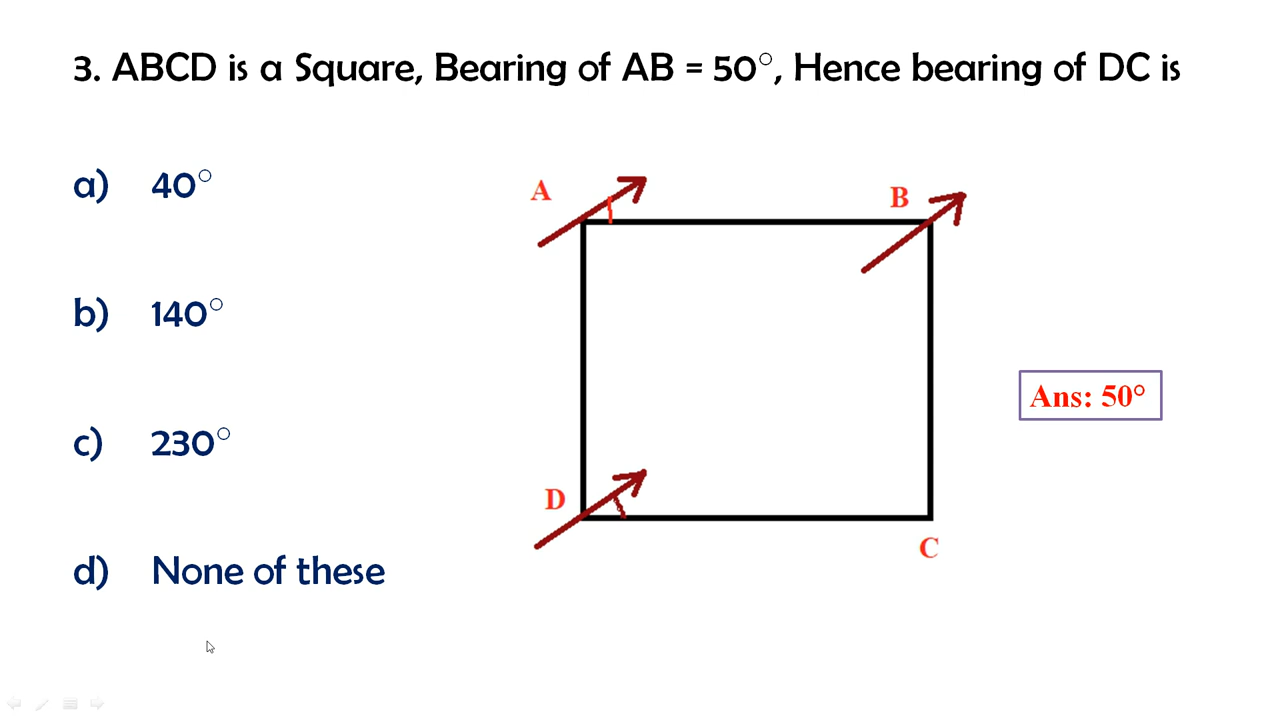 3. ABCD is a Square, Bearing of AB = 50°, Hence bearing of DC is
a) 40°
b) 140°
c) 230°
d) None of these
A
B
D
C
Ans: 50°